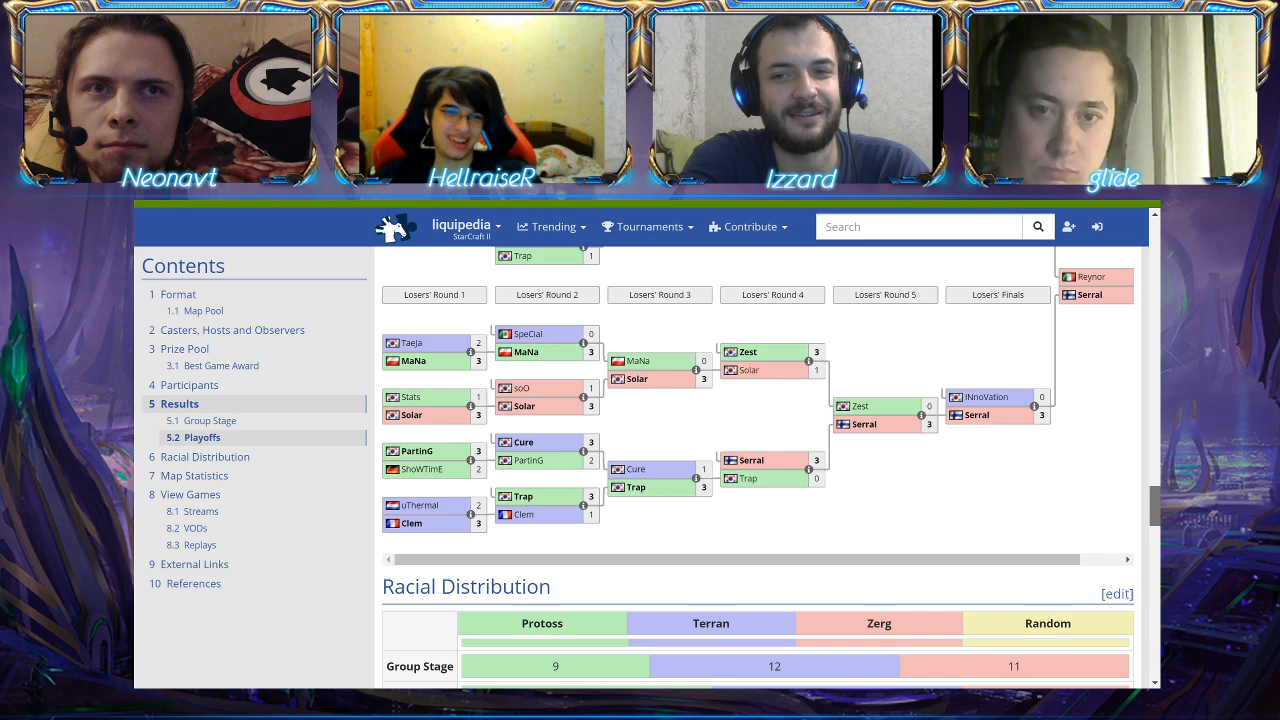 Neonavt
HellraiseR
Izzard
glide
liquipedia
StarCraft II
Trending
Tournaments
Contribute
Search
Contents
1 Format
1.1 Map Pool
2 Casters, Hosts and Observers
3 Prize Pool
3.1 Best Game Award
4 Participants
5 Results
5.1 Group Stage
5.2 Playoffs
6 Racial Distribution
7 Map Statistics
8 View Games
8.1 Streams
8.2 VODs
8.3 Replays
9 External Links
10 References
Trap 1
Reynor
Serral
Losers' Round 1
Losers' Round 2
Losers' Round 3
Losers' Round 4
Losers' Round 5
Losers' Finals
TaeJa 2
MaNa 3
Stats 1
Solar 3
PartinG 3
ShoWTimE 2
uThermal 2
Clem 3
SpeCial 0
MaNa 3
soO 1
Solar 3
Cure 3
PartinG 2
Trap 3
Clem 1
MaNa 0
Solar 3
Cure 1
Trap 3
Zest 3
Solar 1
Serral 3
Trap 0
Zest 0
Serral 3
INnoVation 0
Serral 3
Racial Distribution
[edit]
Protoss Terran Zerg Random
Group Stage 9 12 11